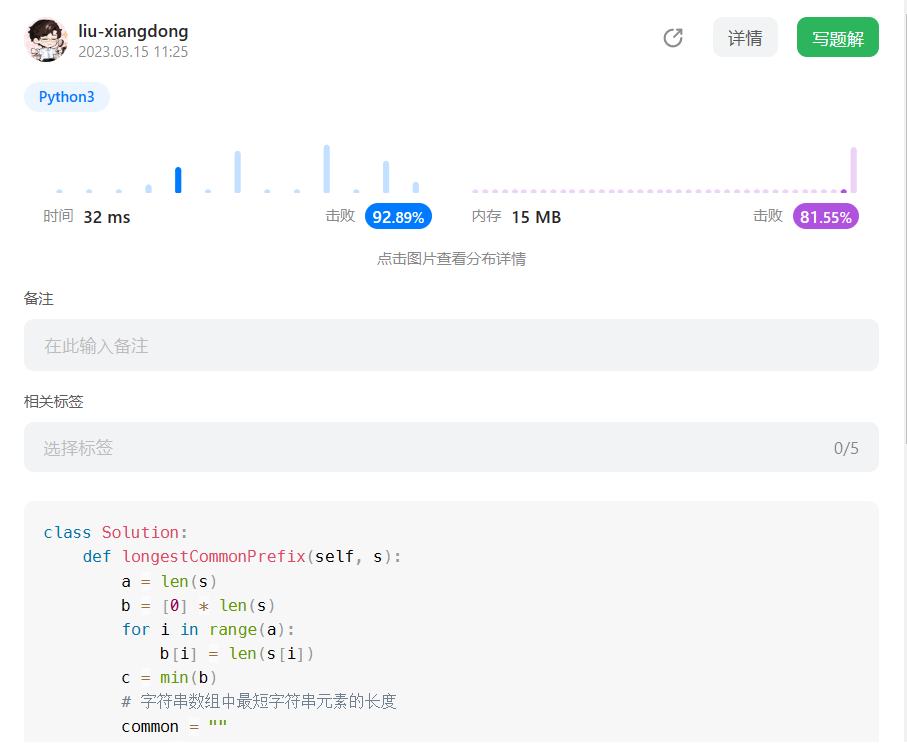 liu-xiangdong
2023.03.15 11:25
详情
写题解
Python3
时间 32 ms 击败 92.89%
内存 15 MB 击败 81.55%
点击图片查看分布详情
备注
在此输入备注
相关标签
选择标签 0/5
class Solution:
    def longestCommonPrefix(self, s):
        a = len(s)
        b = [0] * len(s)
        for i in range(a):
            b[i] = len(s[i])
        c = min(b)
        # 字符串数组中最短字符串元素的长度
        common = ""